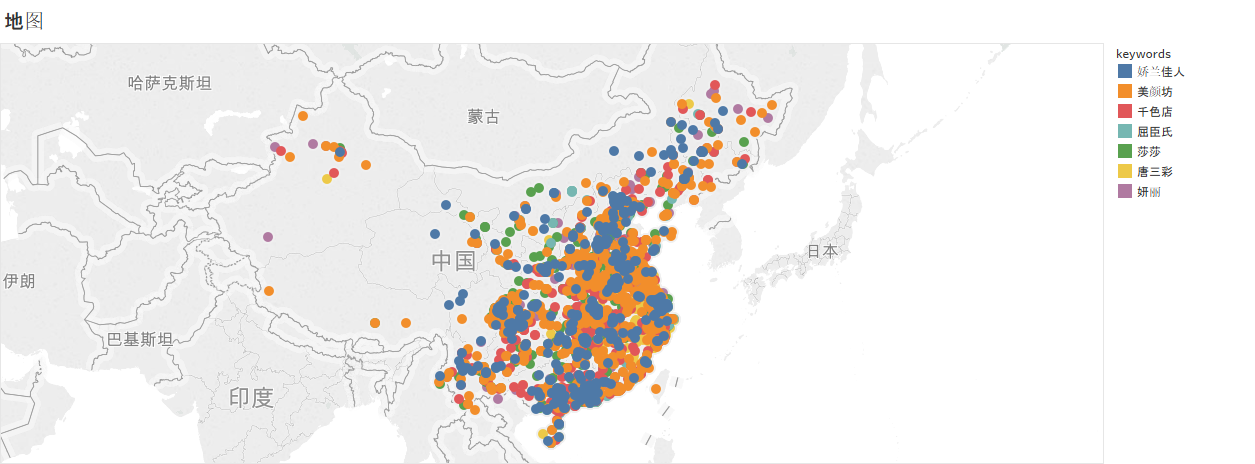 地图
keywords
娇兰佳人
美颜坊
千色店
屈臣氏
莎莎
唐三彩
妍丽
哈萨克斯坦
蒙古
中国
日本
伊朗
巴基斯坦
印度